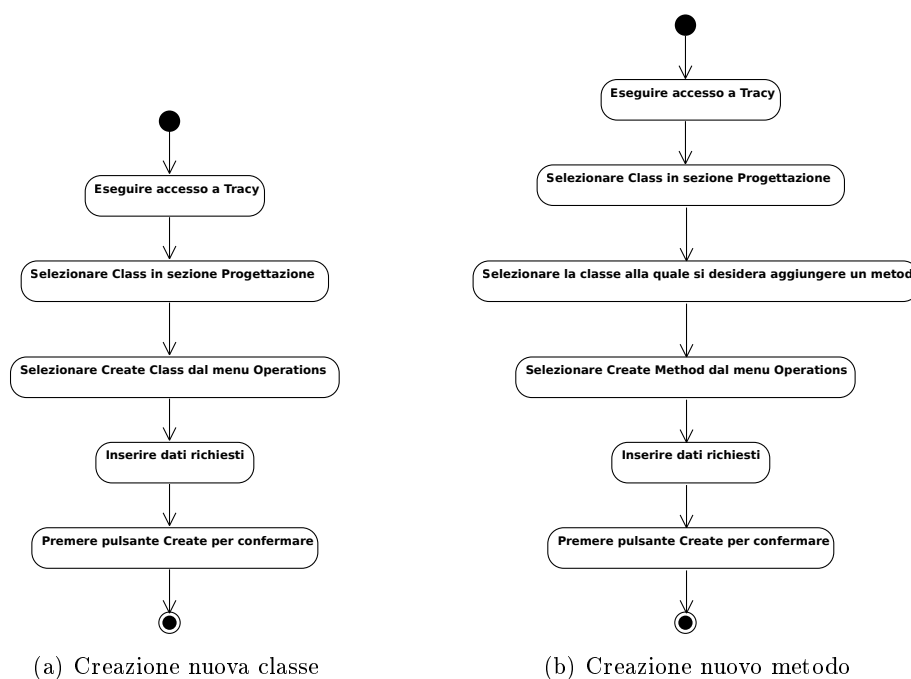 Eseguire accesso a Tracy
Selezionare Class in sezione Progettazione
Selezionare Create Class dal menu Operations
Inserire dati richiesti
Premere pulsante Create per confermare
(a) Creazione nuova classe
Eseguire accesso a Tracy
Selezionare Class in sezione Progettazione
Selezionare la classe alla quale si desidera aggiungere un metod
Selezionare Create Method dal menu Operations
Inserire dati richiesti
Premere pulsante Create per confermare
(b) Creazione nuovo metodo